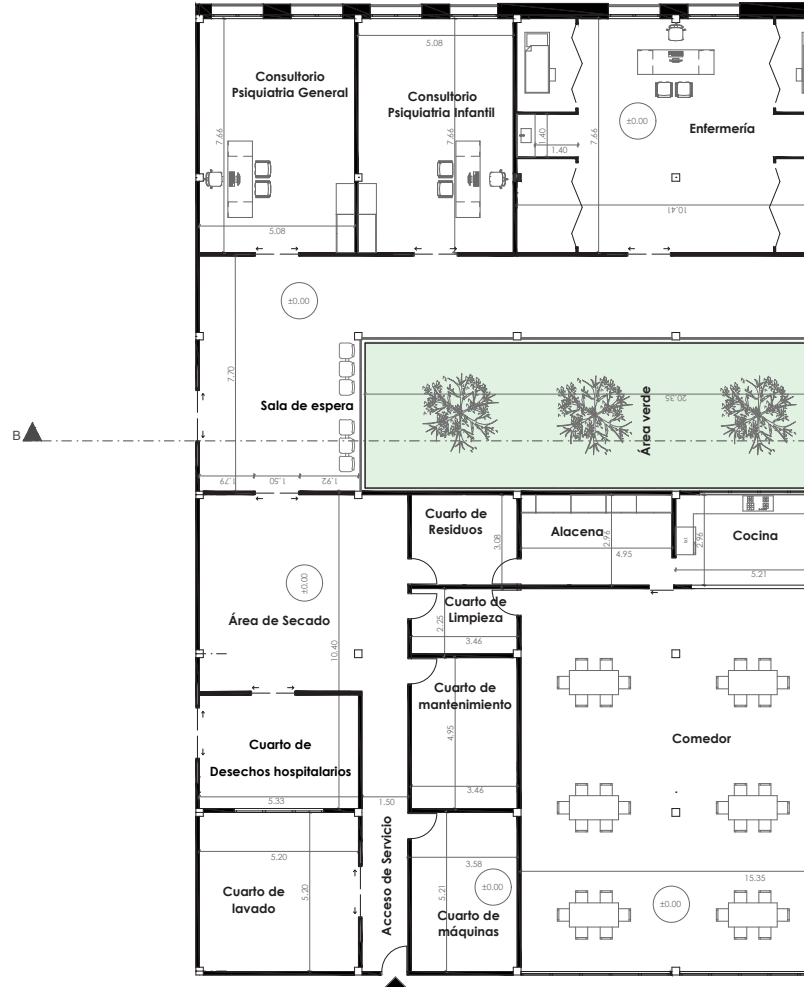 5.08
Consultorio
Psiquiatria General
7.66
5.08
Consultorio
Psiquiatria Infantil
7.66
1.40
1.40
7.66
±0.00
Enfermería
10.41
±0.00
7.70
Sala de espera
1.79
1.50
1.92
20.35
Área verde
B
Cuarto de
Residuos
3.08
Alacena
2.96
4.95
Cocina
2.96
5.21
±0.00
Área de Secado
10.40
Cuarto de
Limpieza
2.25
3.46
Cuarto de
mantenimiento
4.95
3.46
Comedor
Cuarto de
Desechos hospitalarios
5.33
1.50
Acceso de Servicio
5.20
5.20
Cuarto de
lavado
3.58
5.21
±0.00
Cuarto de
máquinas
15.35
±0.00